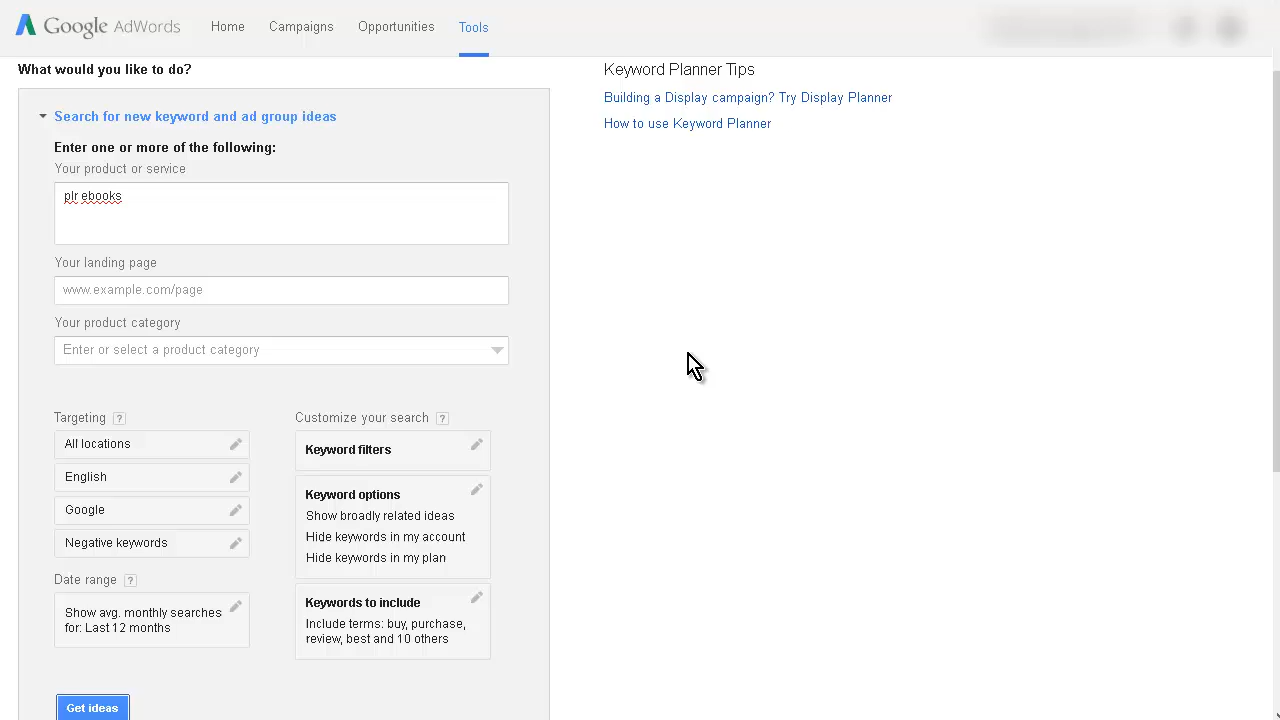 Google AdWords Home Campaigns Opportunities Tools
What would you like to do?
Search for new keyword and ad group ideas
Enter one or more of the following:
Your product or service
plr ebooks
Your landing page
www.example.com/page
Your product category
Enter or select a product category
Targeting ?
All locations
English
Google
Negative keywords
Date range ?
Show avg. monthly searches
for: Last 12 months
Customize your search ?
Keyword filters
Keyword options
Show broadly related ideas
Hide keywords in my account
Hide keywords in my plan
Keywords to include
Include terms: buy, purchase,
review, best and 10 others
Get ideas
Keyword Planner Tips
Building a Display campaign? Try Display Planner
How to use Keyword Planner